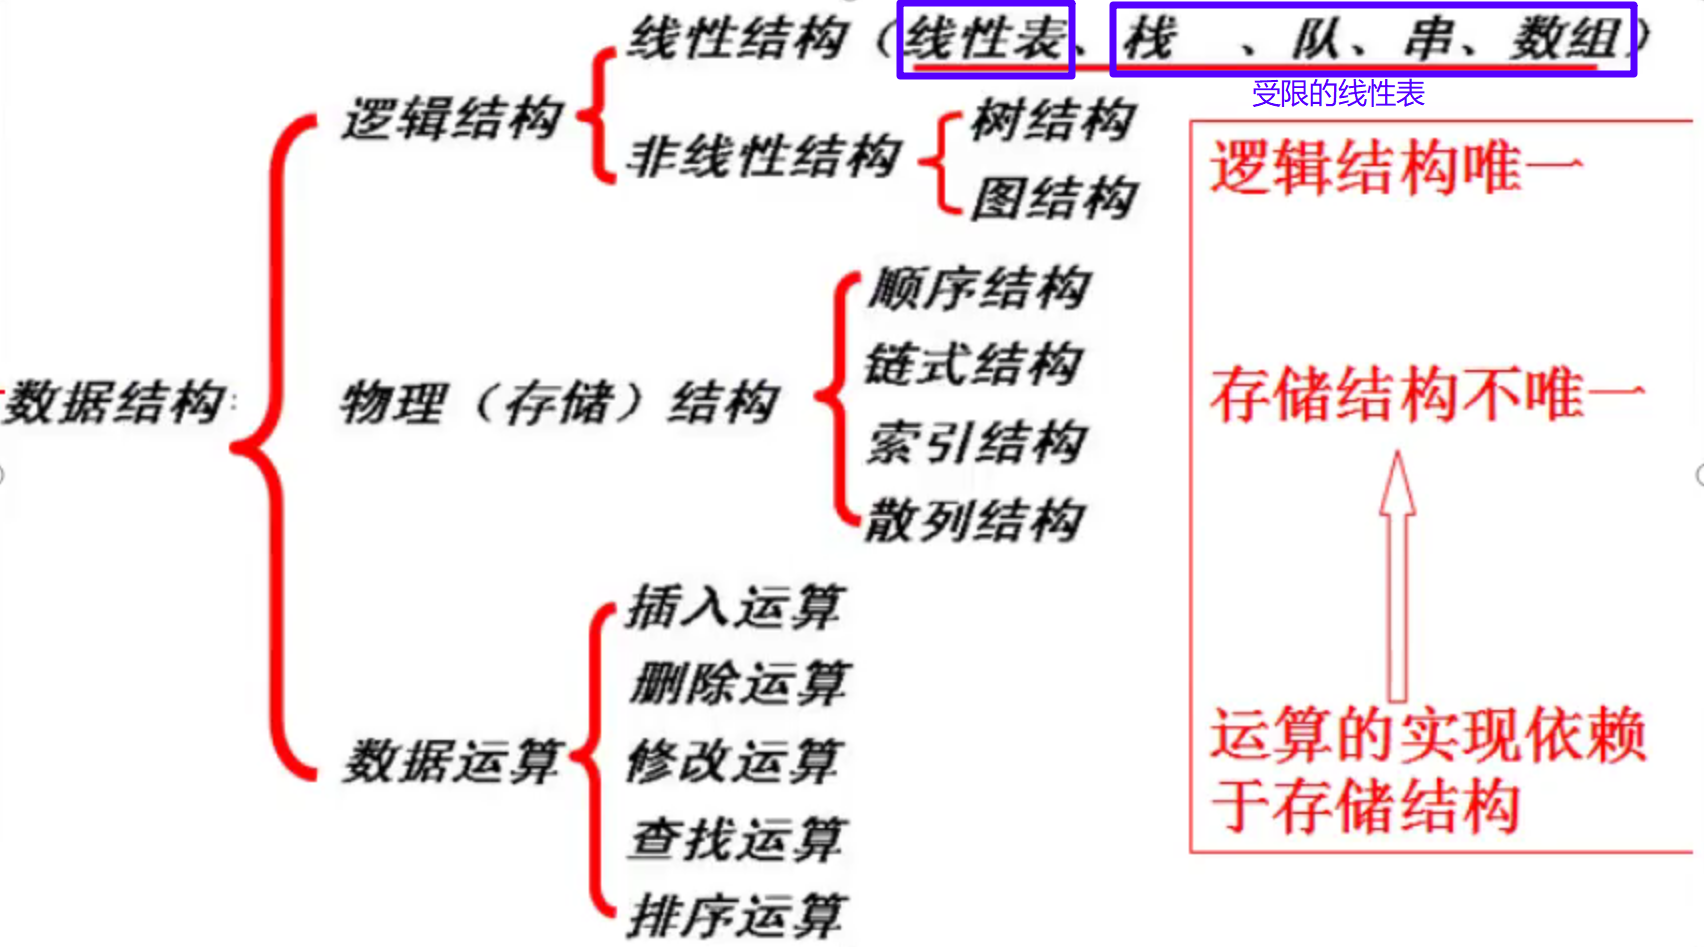 线性结构（线性表、栈 、队、串、数组）
受限的线性表
逻辑结构
非线性结构
树结构
图结构
逻辑结构唯一
顺序结构
链式结构
数据结构:
物理（存储）结构
存储结构不唯一
索引结构
散列结构
插入运算
删除运算
数据运算
修改运算
查找运算
排序运算
运算的实现依赖
于存储结构